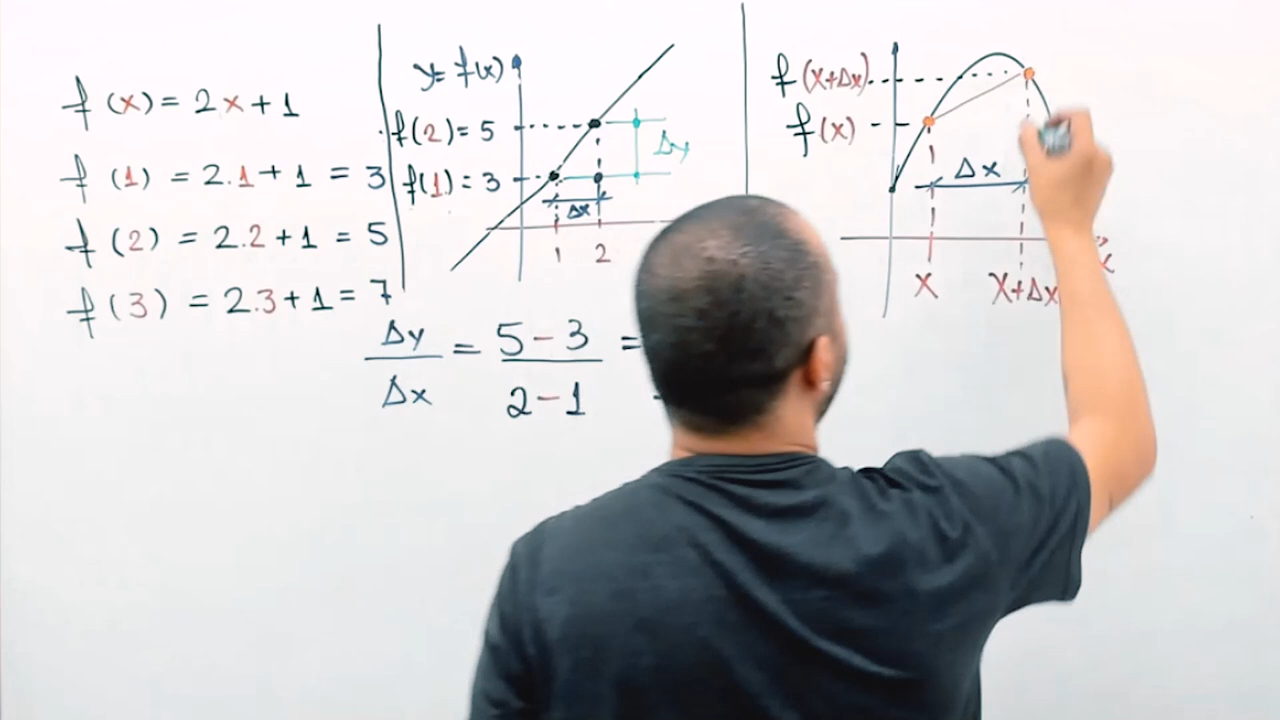 f(x) = 2x+1
f(1) = 2.1+1 = 3
f(2) = 2.2+1 = 5
f(3) = 2.3+1 = 7
y=f(x)
f(2)=5
f(1)=3
Δy
Δx
1 2
Δy/Δx = 5-3/2-1 =
f(x+Δx)
f(x)
Δx
x x+Δx
x